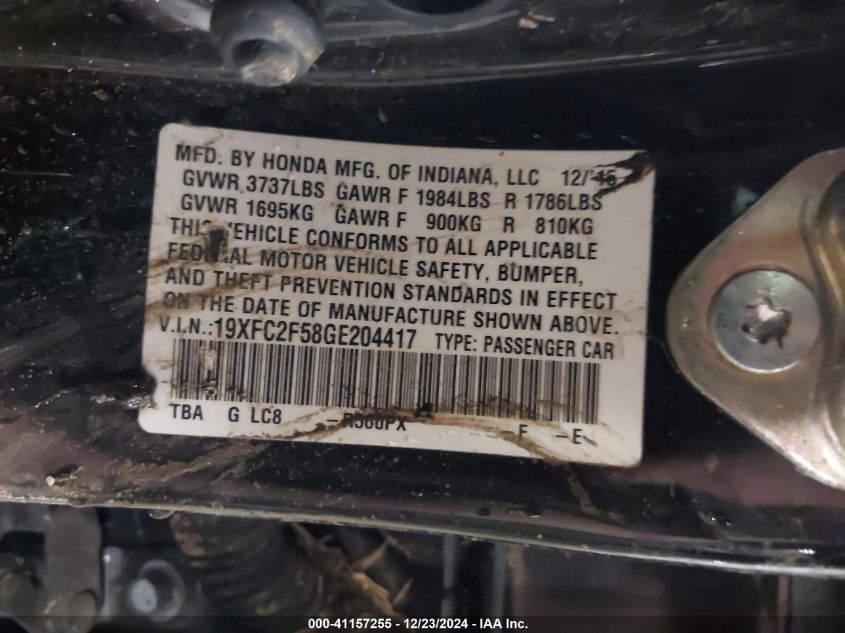 MFD. BY HONDA MFG. OF INDIANA, LLC 12/'15
GVWR 3737LBS GAWR F 1984LBS R 1786LBS
GVWR 1695KG GAWR F 900KG R 810KG
THIS VEHICLE CONFORMS TO ALL APPLICABLE
FEDERAL MOTOR VEHICLE SAFETY, BUMPER,
AND THEFT PREVENTION STANDARDS IN EFFECT
ON THE DATE OF MANUFACTURE SHOWN ABOVE.
V.I.N.:19XFC2F58GE204417 TYPE: PASSENGER CAR
TBA G LC8 – F –E
000-41157255 - 12/23/2024 - IAA Inc.